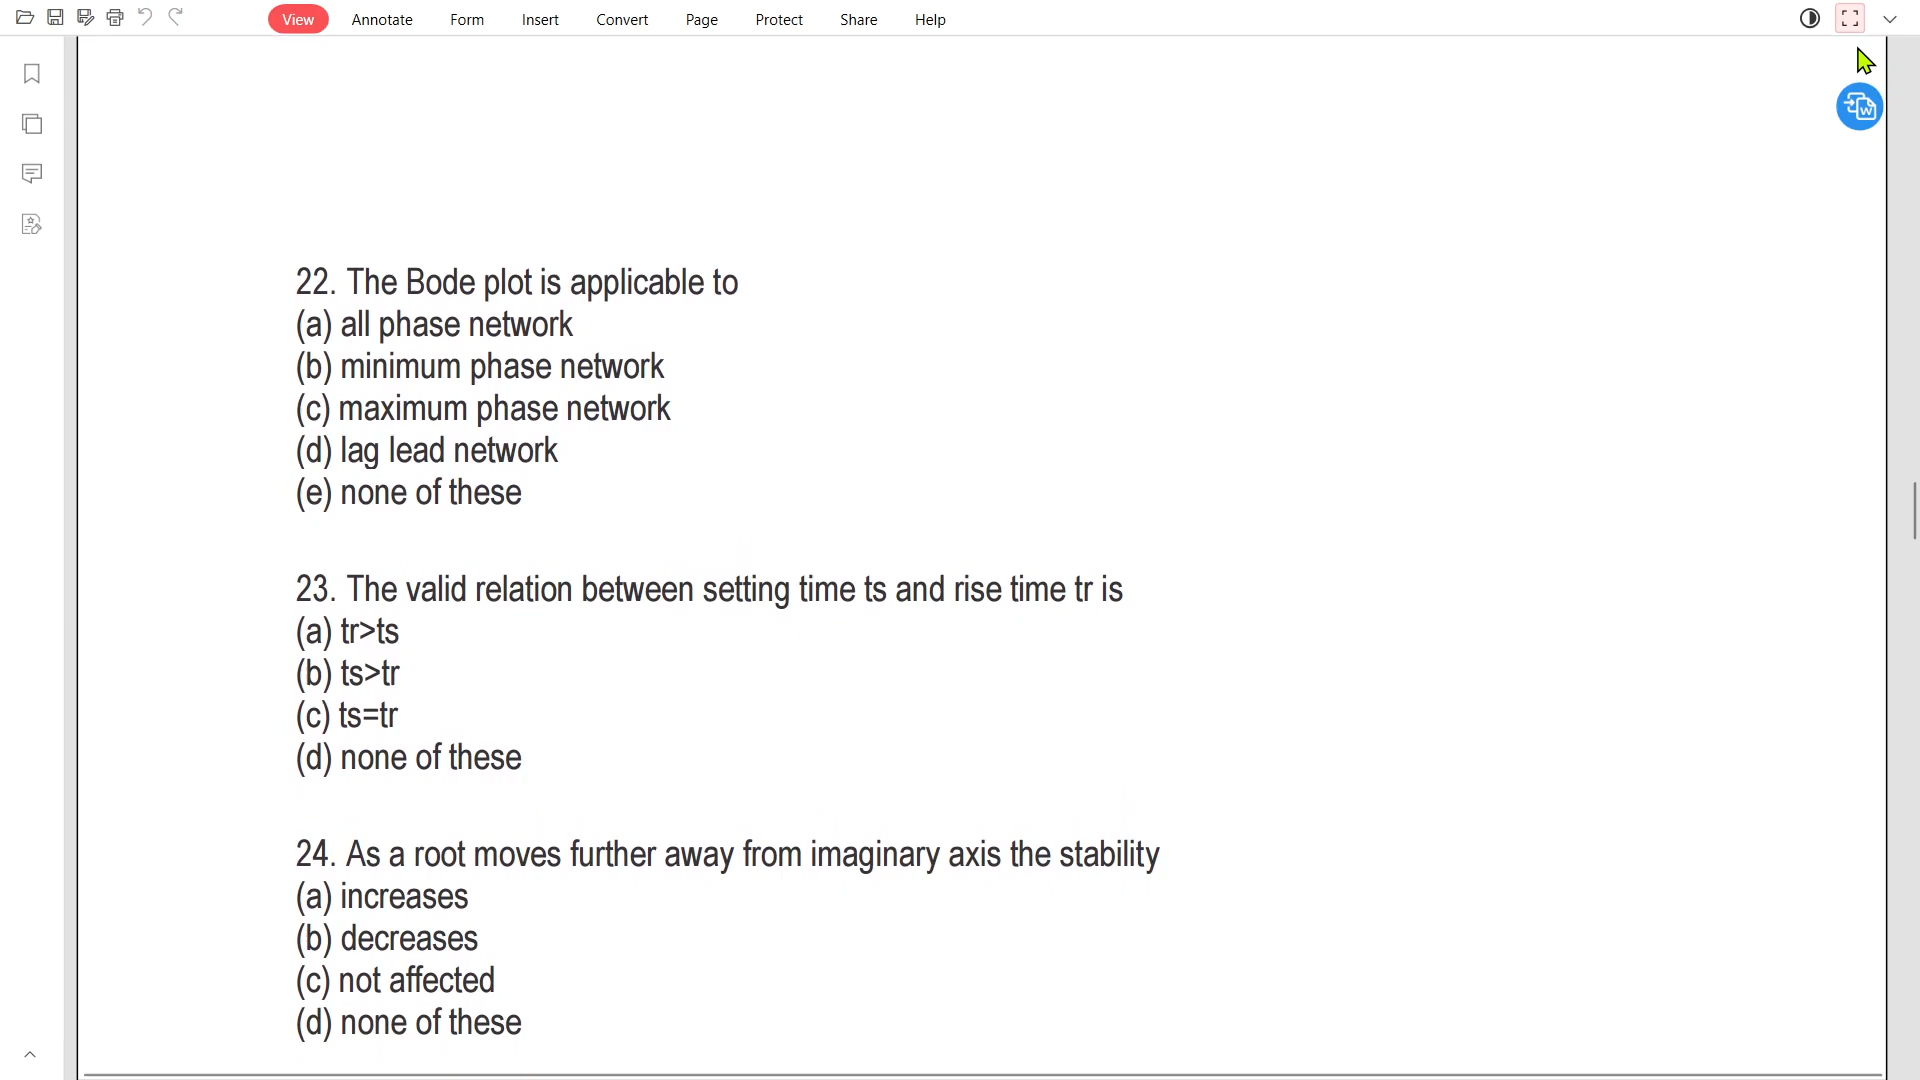 View Annotate Form Insert Convert Page Protect Share Help
W
22. The Bode plot is applicable to
(a) all phase network
(b) minimum phase network
(c) maximum phase network
(d) lag lead network
(e) none of these
23. The valid relation between setting time ts and rise time tr is
(a) tr>ts
(b) ts>tr
(c) ts=tr
(d) none of these
24. As a root moves further away from imaginary axis the stability
(a) increases
(b) decreases
(c) not affected
(d) none of these